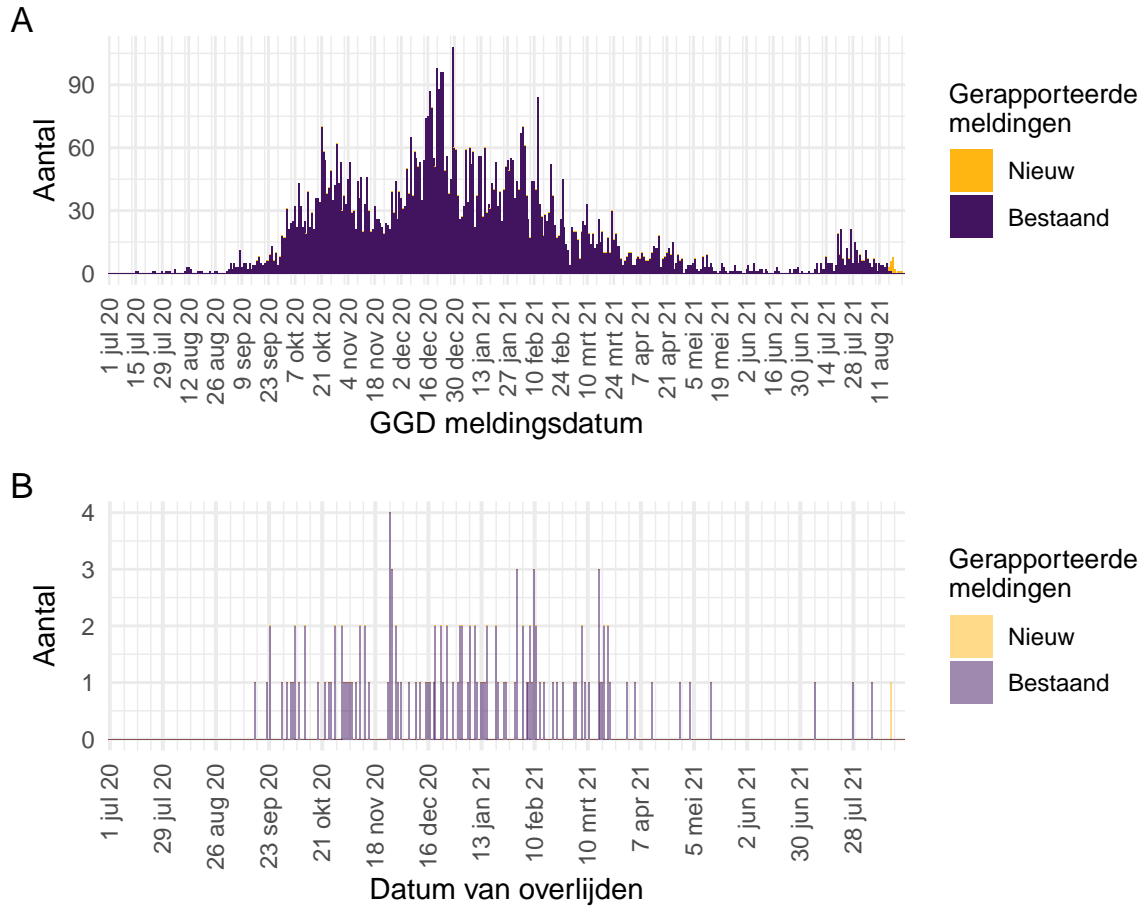 A
Aantal
90
60
30
0
1 jul 20
15 jul 20
29 jul 20
12 aug 20
26 aug 20
9 sep 20
23 sep 20
7 okt 20
21 okt 20
4 nov 20
18 nov 20
2 dec 20
16 dec 20
30 dec 20
13 jan 21
27 jan 21
10 feb 21
24 feb 21
10 mrt 21
24 mrt 21
7 apr 21
21 apr 21
5 mei 21
19 mei 21
2 jun 21
16 jun 21
30 jun 21
14 jul 21
28 jul 21
11 aug 21
GGD meldingsdatum
Gerapporteerde
meldingen
Nieuw
Bestaand
B
Aantal
4
3
2
1
0
1 jul 20
29 jul 20
26 aug 20
23 sep 20
21 okt 20
18 nov 20
16 dec 20
13 jan 21
10 feb 21
10 mrt 21
7 apr 21
5 mei 21
2 jun 21
30 jun 21
28 jul 21
Datum van overlijden
Gerapporteerde
meldingen
Nieuw
Bestaand